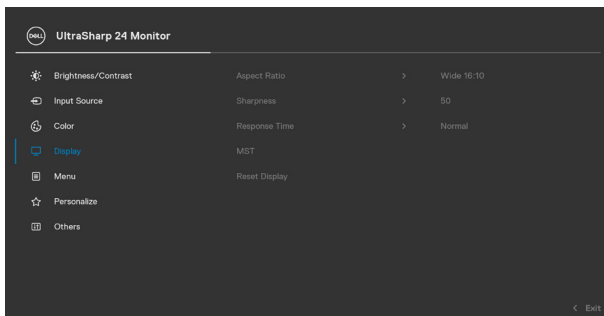 DELL UltraSharp 24 Monitor
Brightness/Contrast Aspect Ratio > Wide 16:10
Input Source Sharpness > 50
Color Response Time > Normal
Display MST
Menu Reset Display
Personalize
Others
< Exit